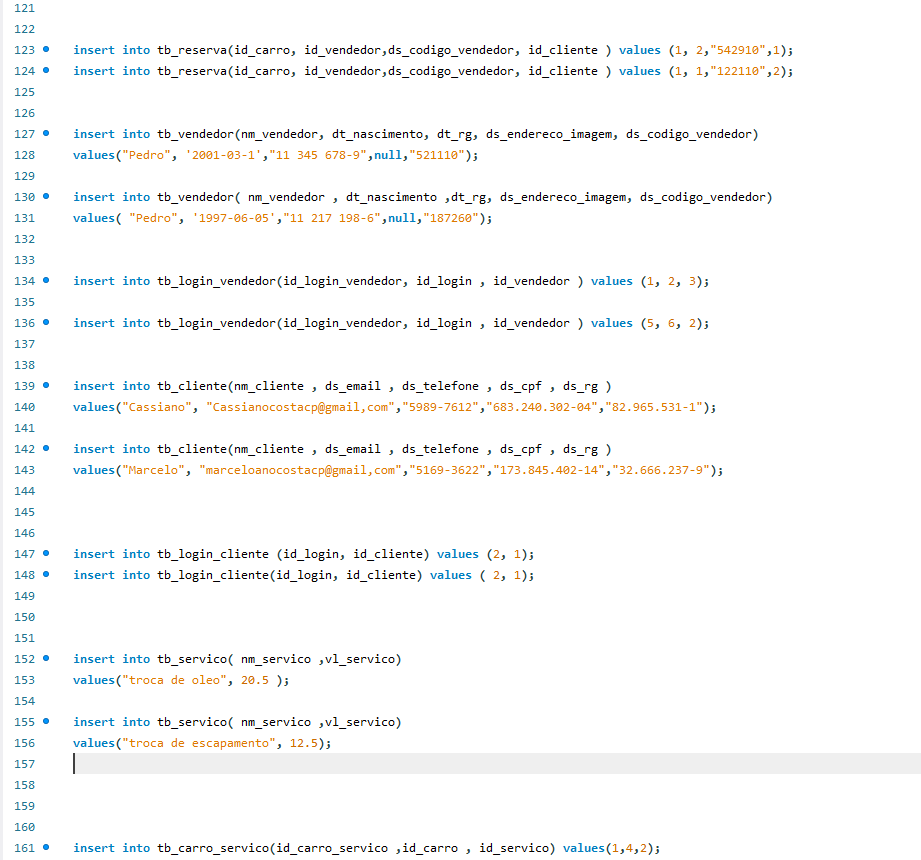 121
122
123 insert into tb_reserva(id_carro, id_vendedor,ds_codigo_vendedor, id_cliente ) values (1, 2,"542910",1);
124 insert into tb_reserva(id_carro, id_vendedor,ds_codigo_vendedor, id_cliente ) values (1, 1,"122110",2);
125
126
127 insert into tb_vendedor(nm_vendedor, dt_nascimento, dt_rg, ds_endereco_imagem, ds_codigo_vendedor)
128 values("Pedro", '2001-03-1',"11 345 678-9",null,"521110");
129
130 insert into tb_vendedor( nm_vendedor , dt_nascimento ,dt_rg, ds_endereco_imagem, ds_codigo_vendedor)
131 values( "Pedro", '1997-06-05',"11 217 198-6",null,"187260");
132
133
134 insert into tb_login_vendedor(id_login_vendedor, id_login , id_vendedor ) values (1, 2, 3);
135
136 insert into tb_login_vendedor(id_login_vendedor, id_login , id_vendedor ) values (5, 6, 2);
137
138
139 insert into tb_cliente(nm_cliente , ds_email , ds_telefone , ds_cpf , ds_rg )
140 values("Cassiano", "Cassianocostacp@gmail,com","5989-7612","683.240.302-04","82.965.531-1");
141
142 insert into tb_cliente(nm_cliente , ds_email , ds_telefone , ds_cpf , ds_rg )
143 values("Marcelo", "marceloanocostacp@gmail,com","5169-3622","173.845.402-14","32.666.237-9");
144
145
146
147 insert into tb_login_cliente (id_login, id_cliente) values (2, 1);
148 insert into tb_login_cliente(id_login, id_cliente) values ( 2, 1);
149
150
151
152 insert into tb_servico( nm_servico ,vl_servico)
153 values("troca de oleo", 20.5 );
154
155 insert into tb_servico( nm_servico ,vl_servico)
156 values("troca de escapamento", 12.5);
157
158
159
160
161 insert into tb_carro_servico(id_carro_servico ,id_carro , id_servico) values(1,4,2);